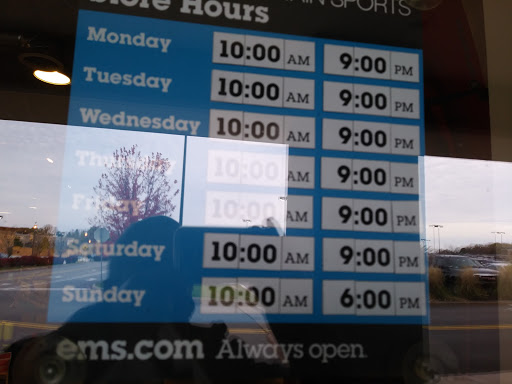 Store Hours
SPORTS
Monday 10:00 AM 9:00 PM
Tuesday 10:00 AM 9:00 PM
Wednesday 10:00 AM 9:00 PM
Thursday 10:00 AM 9:00 PM
Friday 10:00 AM 9:00 PM
Saturday 10:00 AM 9:00 PM
Sunday 10:00 AM 6:00 PM
ems.com Always open.